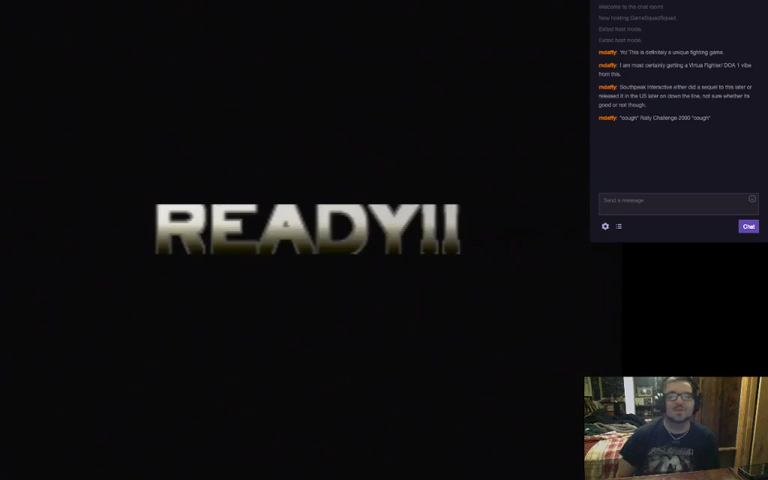 Welcome to the chat room!
Now hosting GameSquadSquad.
Exited host mode.
Exited host mode.
mdaffy: Yo! This is definitely a unique fighting game.
mdaffy: I am most certainly getting a Virtua Fighter/ DOA 1 vibe
from this.
mdaffy: Southpeak Interactive either did a sequel to this later or
released it in the US later on down the line, not sure whether its
good or not though.
mdaffy: *cough* Rally Challenge 2000 *cough*
READY!!
Send a message
Chat